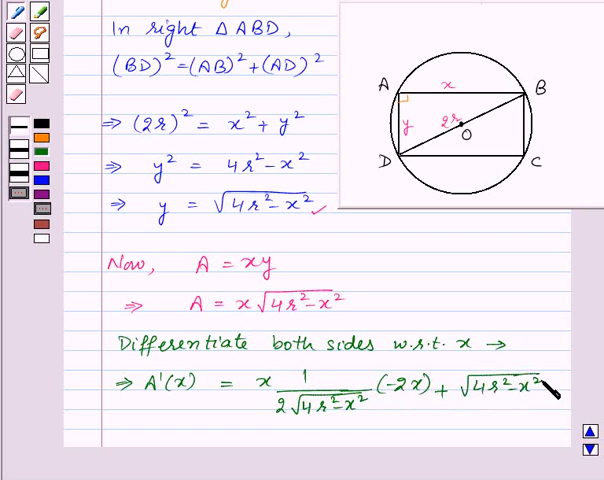 In right Δ ABD,
(BD)² = (AB)² + (AD)²
⇒ (2r)² = x² + y²
⇒ y² = 4r² - x²
⇒ y = √(4r² - x²) ✓
A x B
y 2r
O
D C
Now, A = xy
⇒ A = x √(4r² - x²)
Differentiate both sides w.r.t. x →
⇒ A'(x) = x 1/(2√(4r² - x²)) (-2x) + √(4r² - x²)